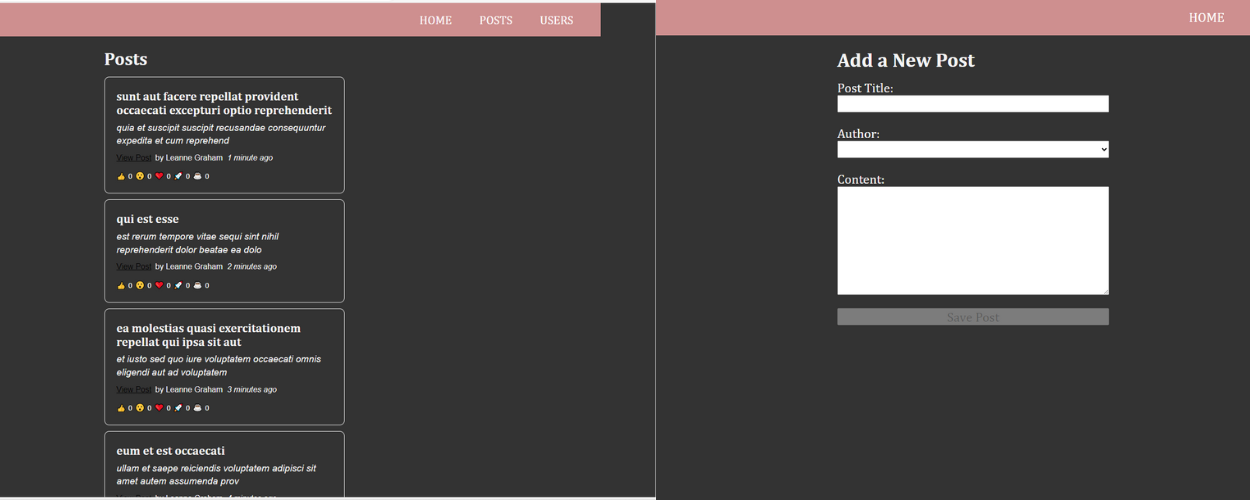 HOME POSTS USERS
Posts
sunt aut facere repellat provident
occaecati excepturi optio reprehenderit
quia et suscipit suscipit recusandae consequuntur
expedita et cum reprehend
View Post by Leanne Graham 1 minute ago
👍 0 😮 0 ❤️ 0 🚀 0 ☕ 0
qui est esse
est rerum tempore vitae sequi sint nihil
reprehenderit dolor beatae ea dolo
View Post by Leanne Graham 2 minutes ago
👍 0 😮 0 ❤️ 0 🚀 0 ☕ 0
ea molestias quasi exercitationem
repellat qui ipsa sit aut
et iusto sed quo iure voluptatem occaecati omnis
eligendi aut ad voluptatem
View Post by Leanne Graham 3 minutes ago
👍 0 😮 0 ❤️ 0 🚀 0 ☕ 0
eum et est occaecati
ullam et saepe reiciendis voluptatem adipisci sit
amet autem assumenda prov
HOME
Add a New Post
Post Title:
Author:
Content:
Save Post